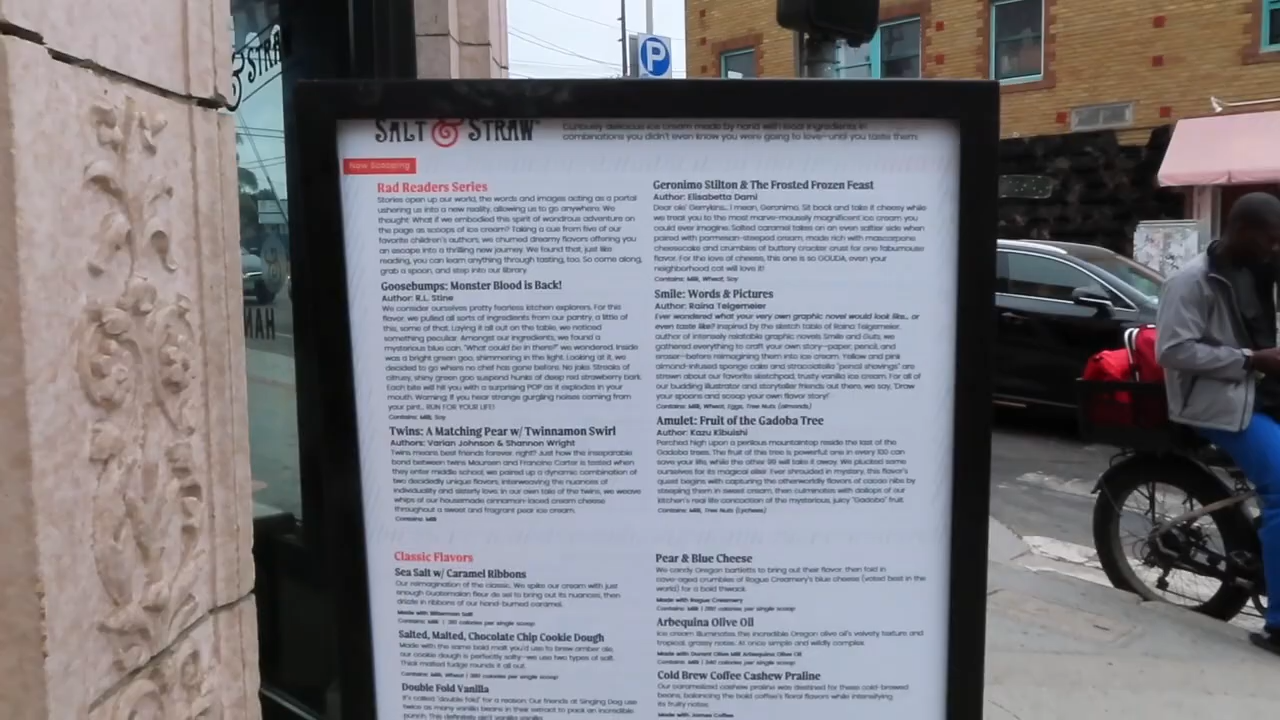 & STRA
HAN
P
SALT & STRAW
Curiously delicious ice cream made by hand with local ingredients in
combinations you didn't even know you were going to love—until you taste them.
Now Scooping
Rad Readers Series
Stories open up our world, the words and images acting as a portal
ushering us into a new reality, allowing us to go anywhere. We
thought: What if we embodied this spirit of wondrous adventure on
the page as scoops of ice cream? Taking a cue from five of our
favorite children's authors, we churned dreamy flavors offering you
an escape into a thrilling new journey. We found that, just like
reading, you can learn anything through tasting, too. So come along,
grab a spoon, and step into our library.
Goosebumps: Monster Blood is Back!
Author: R.L. Stine
We consider ourselves pretty fearless kitchen explorers. For this
flavor, we pulled all sorts of ingredients from our pantry, a little of
this, some of that. Laying it all out on the table, we noticed
something peculiar. Amongst our ingredients, we found a
mysterious blue can. "What could be in there?" we wondered. Inside
was a bright green goo, shimmering in the light. Looking at it, we
decided to go where no chef has gone before. No joke. Streaks of
citrusy, shiny green goo suspend hunks of deep red strawberry bark.
Each bite will hit you with a surprising POP as it explodes in your
mouth. Warning: If you hear strange gurgling noises coming from
your pint... RUN FOR YOUR LIFE!
Contains: Milk, Soy
Twins: A Matching Pear w/ Twinnamon Swirl
Authors: Varian Johnson & Shannon Wright
Twins means best friends forever, right? Just how the inseparable
bond between twins Maureen and Francine Carter is tested when
they enter middle school, we paired up a dynamic combination of
two decidedly unique flavors, interweaving the nuances of
individuality and sisterly love. In our own tale of the twins, we weave
whips of our housemade cinnamon-laced cream cheese
throughout a sweet and fragrant pear ice cream.
Contains: Milk
Geronimo Stilton & The Frosted Frozen Feast
Author: Elisabetta Dami
Dear ole' Gerrykins... I mean, Geronimo. Sit back and take it cheesy while
we treat you to the most marve-mousely magnificent ice cream you
could ever imagine. Salted caramel takes on an even saltier side when
paired with parmesan-steeped cream, made rich with mascarpone
cheesecake and crumbles of buttery cracker crust for one fabumouse
flavor. For the love of cheese, this one is so GOUDA, even your
neighborhood cat will love it!
Contains: Milk, Wheat, Soy
Smile: Words & Pictures
Author: Raina Telgemeier
Ever wondered what your very own graphic novel would look like... or
even taste like? Inspired by the sketch table of Raina Telgemeier,
author of intensely relatable graphic novels Smile and Guts, we
gathered everything to craft your own story—paper, pencil, and
eraser—before reimagining them into ice cream. Yellow and pink
almond-infused sponge cake and stracciatella "pencil shavings" are
strewn about our favorite sketchpad, trusty vanilla ice cream. For all of
our budding illustrator and storyteller friends out there, we say, 'Draw
your spoons and scoop your own flavor story!'
Contains: Milk, Wheat, Eggs, Tree Nuts (almonds)
Amulet: Fruit of the Gadoba Tree
Author: Kazu Kibuishi
Perched high upon a perilous mountaintop reside the last of the
Gadoba trees. The fruit of this tree is powerful: one in every 100 can
save your life, while the other 99 will take it away. We plucked some
ourselves for its magical elixir. Ever shrouded in mystery, this flavor's
quest begins with capturing the otherworldly flavors of cacao nibs by
steeping them in sweet cream, then culminates with dollops of our
kitchen's real life concoction of the mysterious, juicy "Gadoba" fruit.
Contains: Milk, Tree Nuts (lychees)
Classic Flavors
Sea Salt w/ Caramel Ribbons
Our reimagination of the classic. We spike our cream with just
enough Guatemalan fleur de sel to bring out its nuances, then
drizzle in ribbons of our hand-burned caramel.
Made with Bitterman Salt
Contains: Milk | 310 calories per single scoop
Salted, Malted, Chocolate Chip Cookie Dough
Made with the same bold malt you'd use to brew amber ale,
our cookie dough is perfectly salty—we use two types of salt.
Thick malted fudge rounds it all out.
Contains: Milk, Wheat | 380 calories per single scoop
Double Fold Vanilla
It's called "double fold" for a reason: Our friends at Singing Dog use
twice as many vanilla beans in their extract to pack an incredible
punch. This definitely ain't vanilla vanilla.
Pear & Blue Cheese
We candy Oregon bartletts to bring out their flavor, then fold in
cave-aged crumbles of Rogue Creamery's blue cheese (voted best in the
world) for a bold thwack.
Made with Rogue Creamery
Contains: Milk | 280 calories per single scoop
Arbequina Olive Oil
Ice cream illuminates the incredible Oregon olive oil's velvety texture and
tropical, grassy notes. At once simple and wildly complex.
Made with Durant Olive Mill Arbequina Olive Oil
Contains: Milk | 340 calories per single scoop
Cold Brew Coffee Cashew Praline
Our caramelized cashew praline was destined for these cold-brewed
beans, balancing the bold coffee's floral flavors while intensifying
its fruity notes.
Made with James Coffee